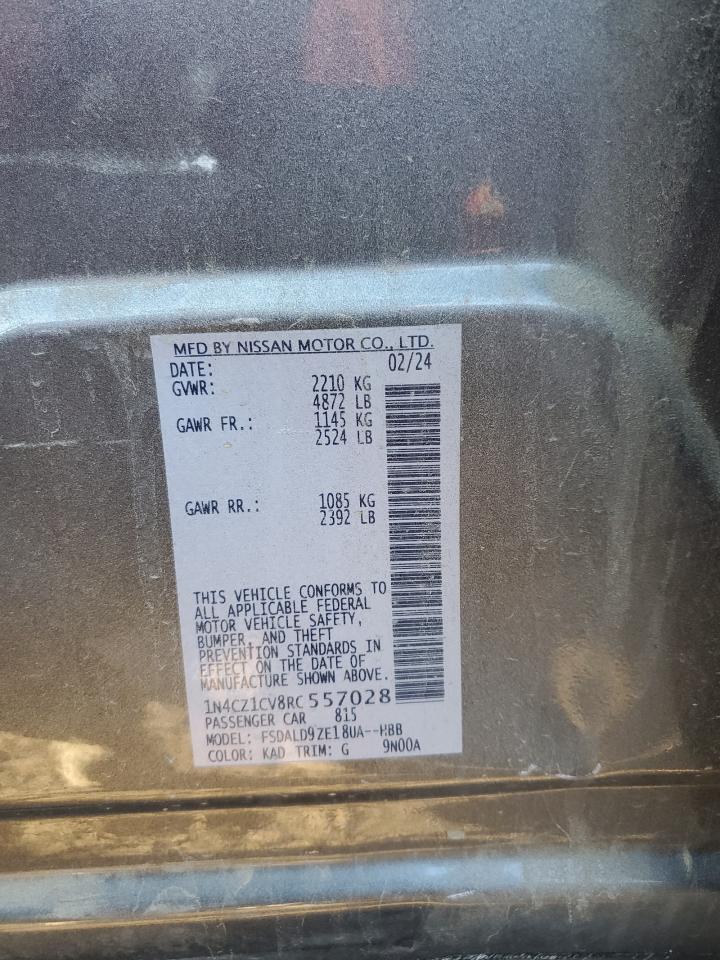 MFD BY NISSAN MOTOR CO., LTD.
DATE: 02/24
GVWR: 2210 KG
4872 LB
GAWR FR.: 1145 KG
2524 LB
GAWR RR.: 1085 KG
2392 LB
THIS VEHICLE CONFORMS TO
ALL APPLICABLE FEDERAL
MOTOR VEHICLE SAFETY,
BUMPER, AND THEFT
PREVENTION STANDARDS IN
EFFECT ON THE DATE OF
MANUFACTURE SHOWN ABOVE.
1N4CZ1CV8RC557028
PASSENGER CAR 815
MODEL: FSDALD9ZE18UA--HBB
COLOR: KAD TRIM: G 9N00A